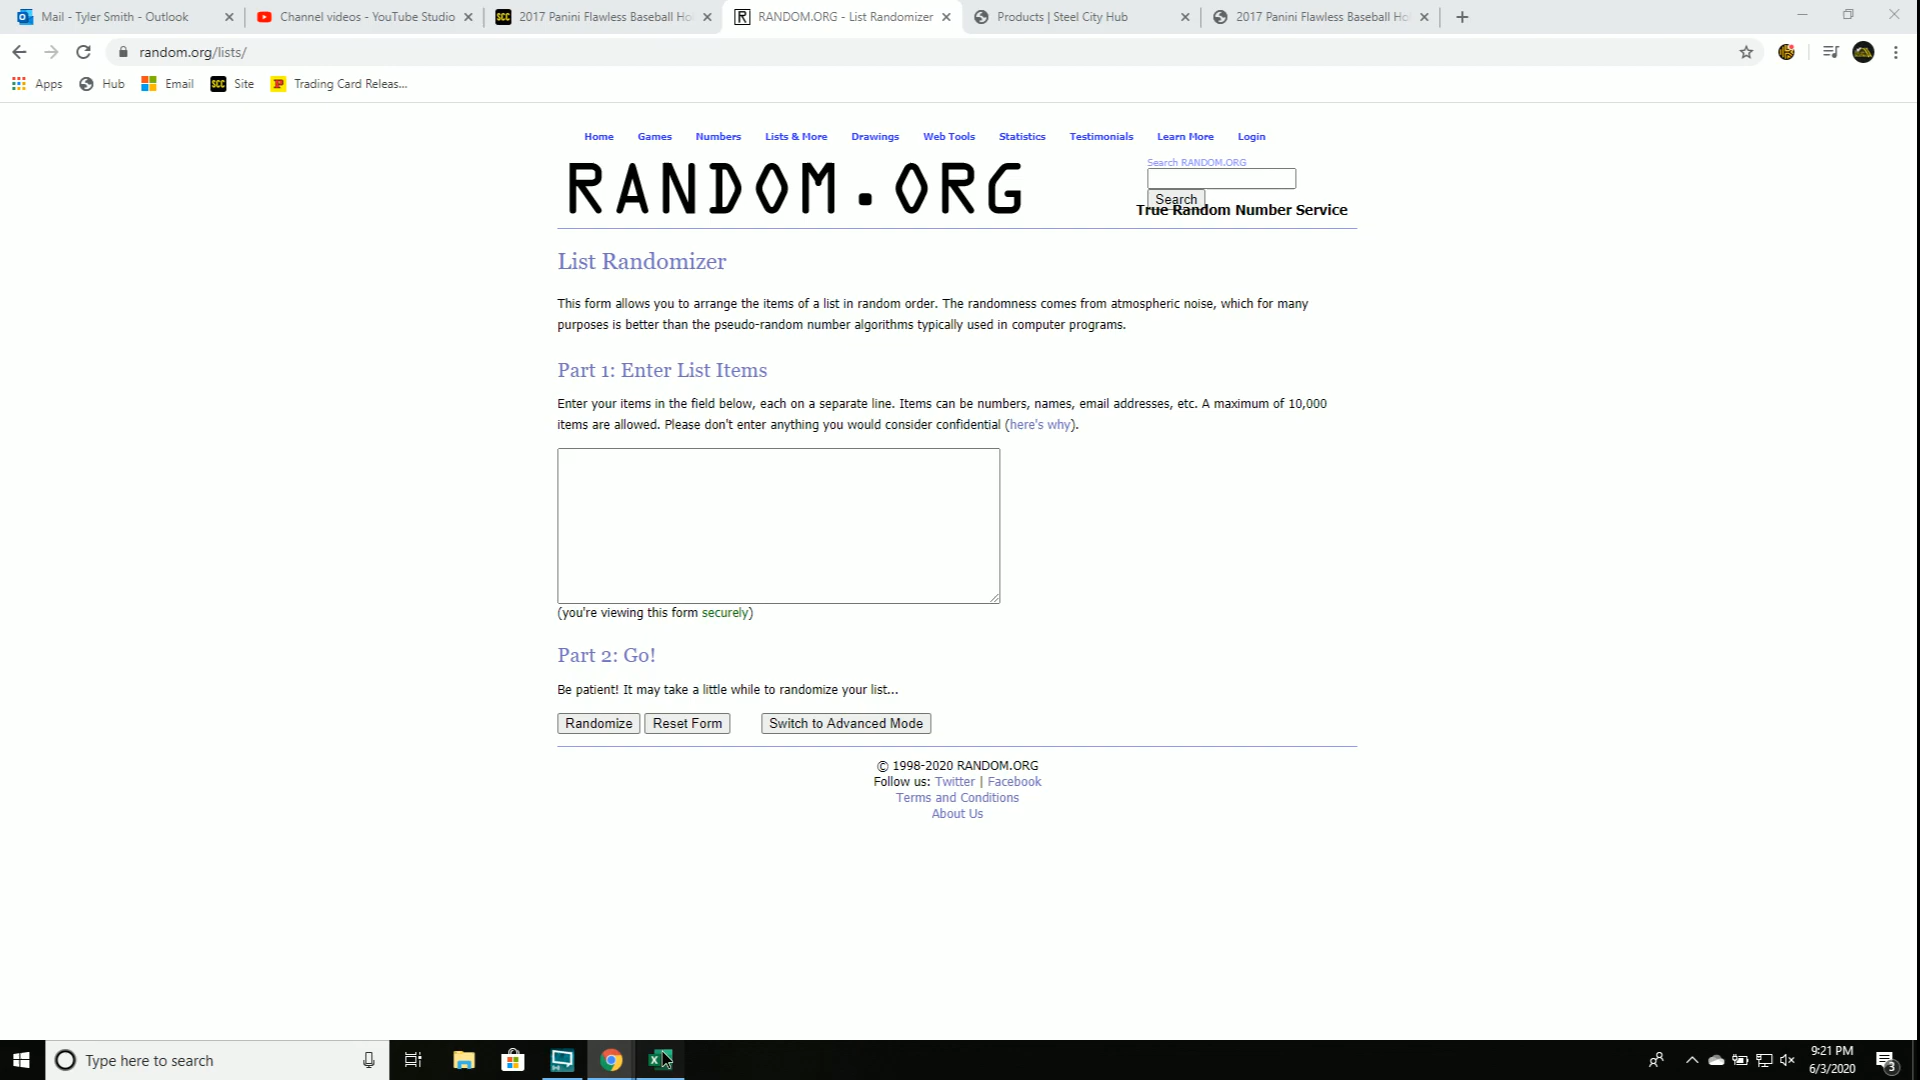 Mail - Tyler Smith - Outlook
Channel videos - YouTube Studio
SCC 2017 Panini Flawless Baseball Ho
RANDOM.ORG - List Randomizer
Products | Steel City Hub
2017 Panini Flawless Baseball Ho
random.org/lists/
Apps Hub Email SCC Site Trading Card Releas...
Home Games Numbers Lists & More Drawings Web Tools Statistics Testimonials Learn More Login
RANDOM.ORG
Search RANDOM.ORG
Search
True Random Number Service
List Randomizer
This form allows you to arrange the items of a list in random order. The randomness comes from atmospheric noise, which for many
purposes is better than the pseudo-random number algorithms typically used in computer programs.
Part 1: Enter List Items
Enter your items in the field below, each on a separate line. Items can be numbers, names, email addresses, etc. A maximum of 10,000
items are allowed. Please don't enter anything you would consider confidential (here's why).
(you're viewing this form securely)
Part 2: Go!
Be patient! It may take a little while to randomize your list...
Randomize Reset Form Switch to Advanced Mode
© 1998-2020 RANDOM.ORG
Follow us: Twitter | Facebook
Terms and Conditions
About Us
Type here to search
9:21 PM
6/3/2020
3